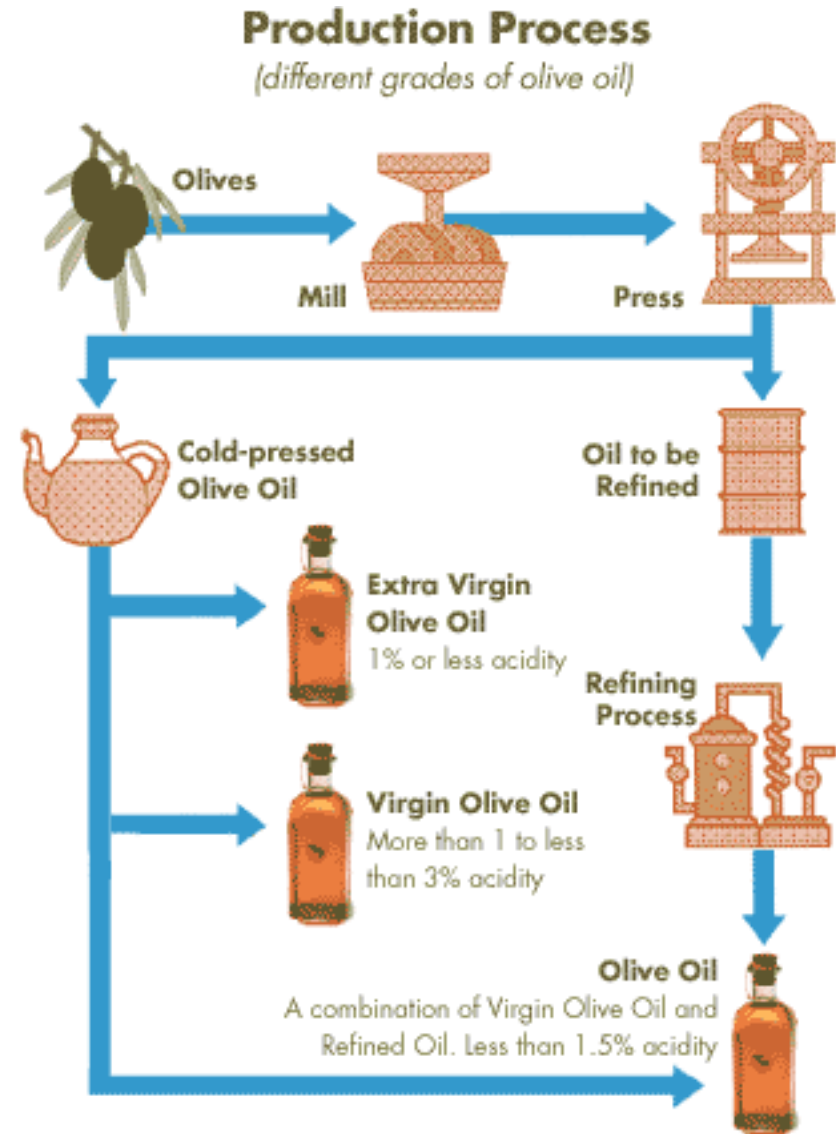 Production Process
(different grades of olive oil)
Olives
Mill
Press
Cold-pressed
Olive Oil
Oil to be
Refined
Extra Virgin
Olive Oil
1% or less acidity
Refining
Process
Virgin Olive Oil
More than 1 to less
than 3% acidity
Olive Oil
A combination of Virgin Olive Oil and
Refined Oil. Less than 1.5% acidity